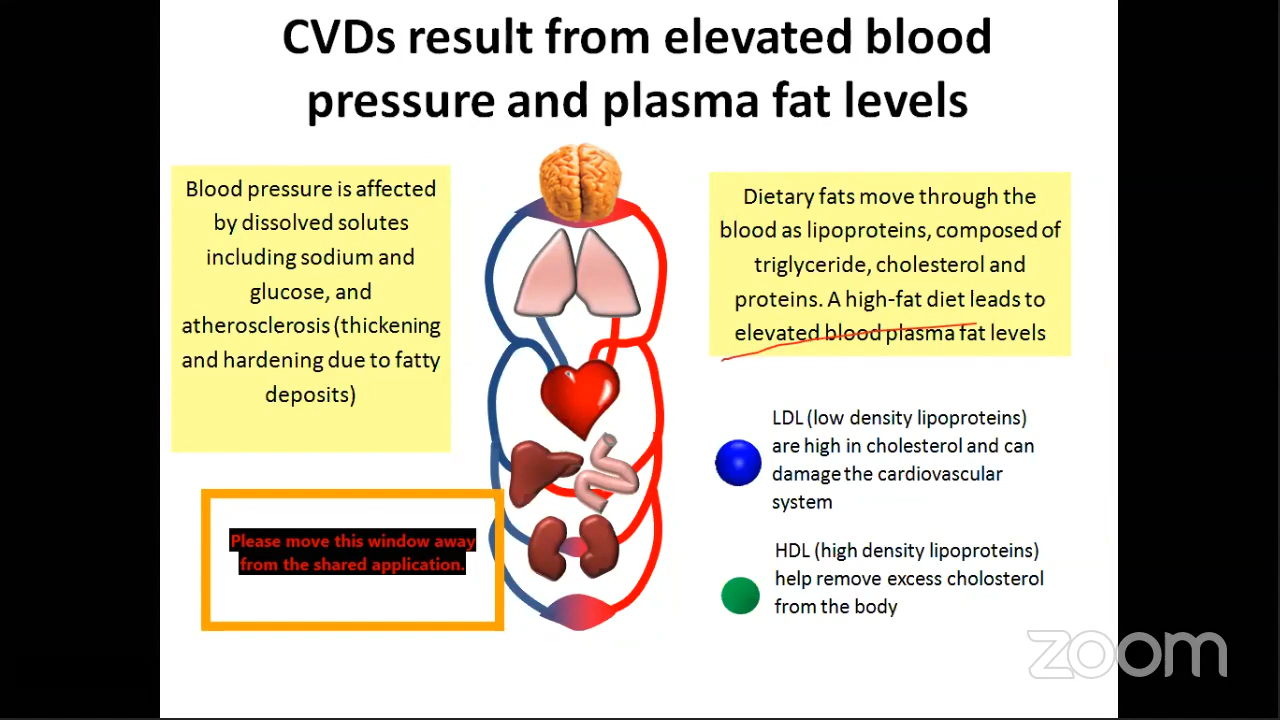 CVDs result from elevated blood
pressure and plasma fat levels
Blood pressure is affected
by dissolved solutes
including sodium and
glucose, and
atherosclerosis (thickening
and hardening due to fatty
deposits)
Dietary fats move through the
blood as lipoproteins, composed of
triglyceride, cholesterol and
proteins. A high-fat diet leads to
elevated blood plasma fat levels
LDL (low density lipoproteins)
are high in cholesterol and can
damage the cardiovascular
system
Please move this window away
from the shared application.
HDL (high density lipoproteins)
help remove excess cholosterol
from the body
zoom